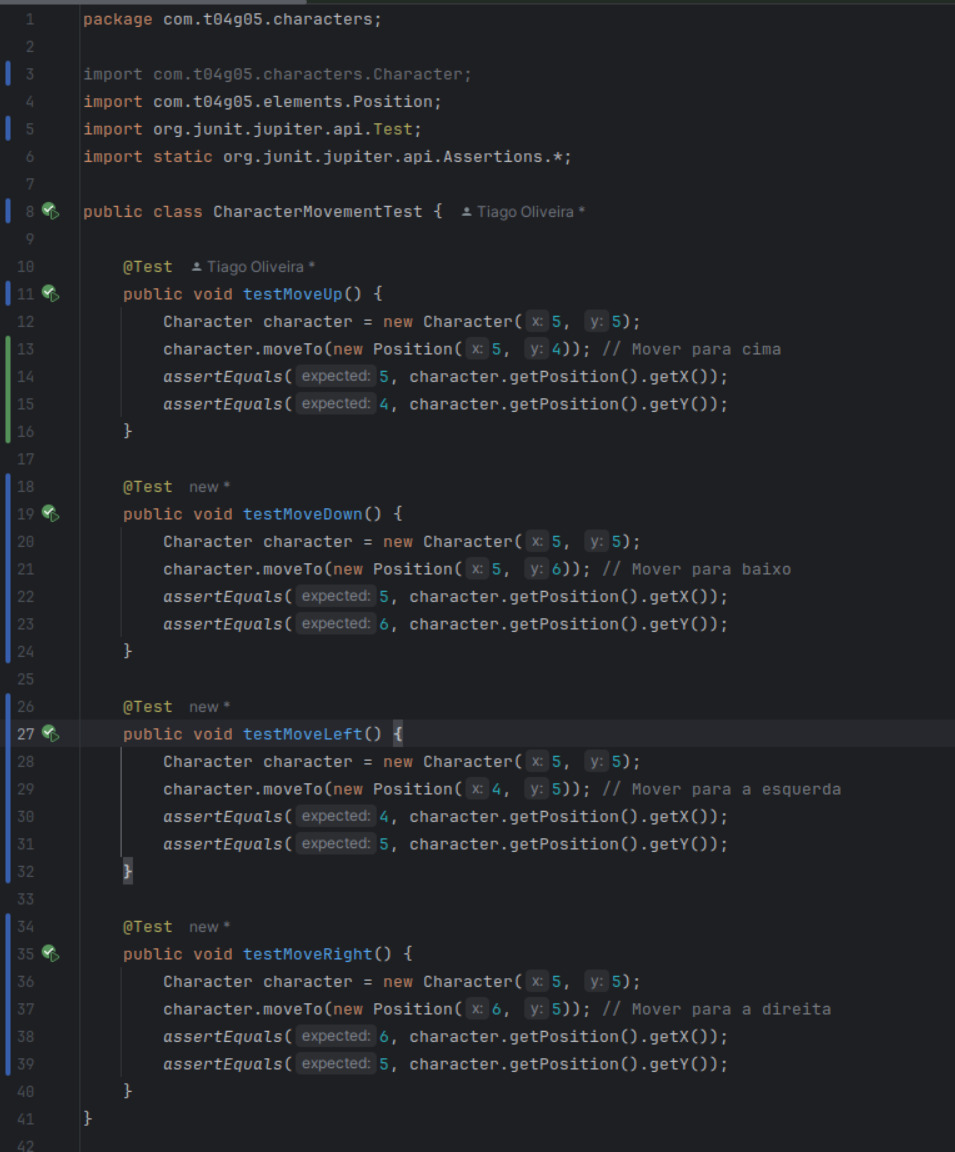 1 package com.t04g05.characters;
2
3 import com.t04g05.characters.Character;
4 import com.t04g05.elements.Position;
5 import org.junit.jupiter.api.Test;
6 import static org.junit.jupiter.api.Assertions.*;
7
8 public class CharacterMovementTest { Tiago Oliveira *
9
10 @Test Tiago Oliveira *
11 public void testMoveUp() {
12 Character character = new Character( x: 5, y: 5);
13 character.moveTo(new Position( x: 5, y: 4)); // Mover para cima
14 assertEquals( expected: 5, character.getPosition().getX());
15 assertEquals( expected: 4, character.getPosition().getY());
16 }
17
18 @Test new *
19 public void testMoveDown() {
20 Character character = new Character( x: 5, y: 5);
21 character.moveTo(new Position( x: 5, y: 6)); // Mover para baixo
22 assertEquals( expected: 5, character.getPosition().getX());
23 assertEquals( expected: 6, character.getPosition().getY());
24 }
25
26 @Test new *
27 public void testMoveLeft() {
28 Character character = new Character( x: 5, y: 5);
29 character.moveTo(new Position( x: 4, y: 5)); // Mover para a esquerda
30 assertEquals( expected: 4, character.getPosition().getX());
31 assertEquals( expected: 5, character.getPosition().getY());
32 }
33
34 @Test new *
35 public void testMoveRight() {
36 Character character = new Character( x: 5, y: 5);
37 character.moveTo(new Position( x: 6, y: 5)); // Mover para a direita
38 assertEquals( expected: 6, character.getPosition().getX());
39 assertEquals( expected: 5, character.getPosition().getY());
40 }
41 }
42